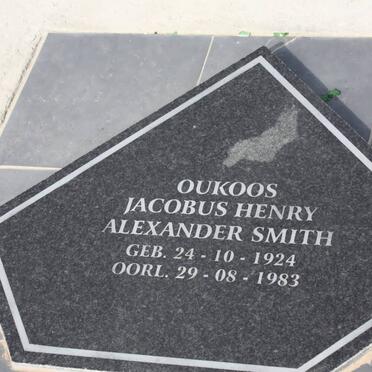 OUKOOS
JACOBUS HENRY
ALEXANDER SMITH
GEB. 24 - 10 - 1924
OORL. 29 - 08 - 1983